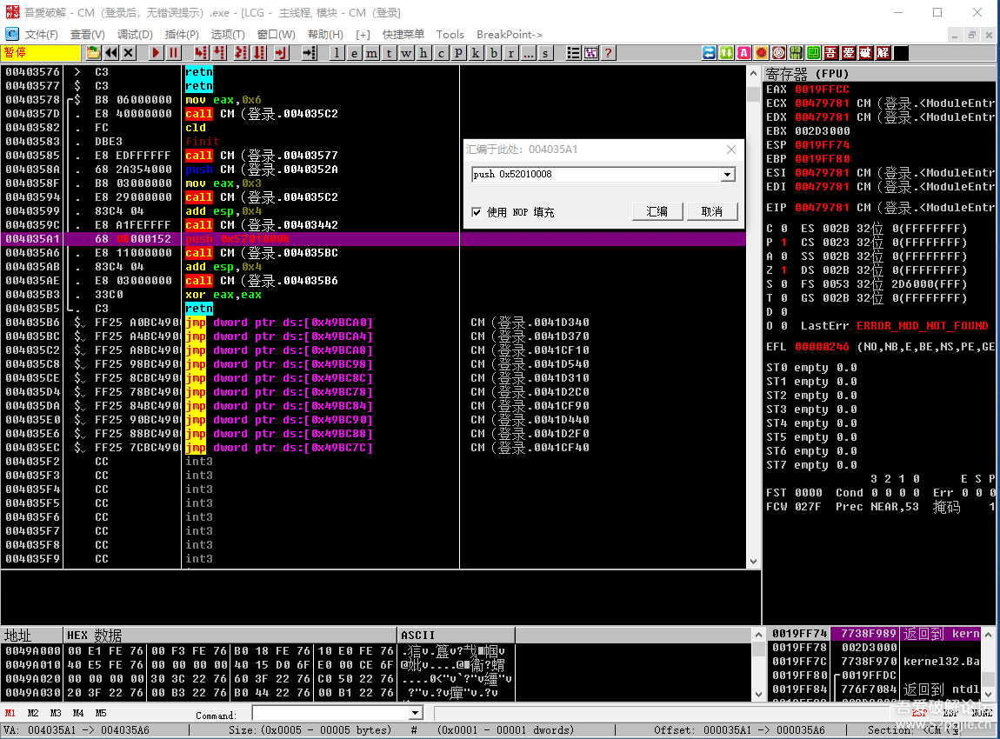 吾爱破解 - CM（登录后，无错误提示）.exe - [LCG - 主线程, 模块 - CM（登录]
文件(F) 查看(V) 调试(D) 插件(P) 选项(T) 窗口(W) 帮助(H) [+] 快捷菜单 Tools BreakPoint->
暂停 l e m t w h c P k b r ... s ? A 吾 爱 破 解
00403576 > C3 retn
00403577 $ C3 retn
00403578 $ B8 06000000 mov eax,0x6
0040357D . E8 40000000 call CM（登录.004035C2
00403582 . FC cld
00403583 . DBE3 finit
00403585 . E8 EDFFFFFF call CM（登录.00403577
0040358A . 68 2A354000 push CM（登录.0040352A
0040358F . B8 03000000 mov eax,0x3
00403594 . E8 29000000 call CM（登录.004035C2
00403599 . 83C4 04 add esp,0x4
0040359C . E8 A1FEFFFF call CM（登录.00403442
004035A1 68 08000152 push 0x52010008
004035A6 . E8 11000000 call CM（登录.004035BC
004035AB . 83C4 04 add esp,0x4
004035AE . E8 03000000 call CM（登录.004035B6
004035B3 . 33C0 xor eax,eax
004035B5 . C3 retn
004035B6 $ FF25 A0BC490 jmp dword ptr ds:[0x49BCA0] CM（登录.0041D340
004035BC $ FF25 A4BC490 jmp dword ptr ds:[0x49BCA4] CM（登录.0041D370
004035C2 $ FF25 A8BC490 jmp dword ptr ds:[0x49BCA8] CM（登录.0041CF10
004035C8 $ FF25 98BC490 jmp dword ptr ds:[0x49BC98] CM（登录.0041D540
004035CE $ FF25 8CBC490 jmp dword ptr ds:[0x49BC8C] CM（登录.0041D310
004035D4 $ FF25 78BC490 jmp dword ptr ds:[0x49BC78] CM（登录.0041D2C0
004035DA $ FF25 84BC490 jmp dword ptr ds:[0x49BC84] CM（登录.0041CF90
004035E0 $ FF25 90BC490 jmp dword ptr ds:[0x49BC90] CM（登录.0041D440
004035E6 $ FF25 88BC490 jmp dword ptr ds:[0x49BC88] CM（登录.0041D2F0
004035EC $ FF25 7CBC490 jmp dword ptr ds:[0x49BC7C] CM（登录.0041CF40
004035F2 CC int3
004035F3 CC int3
004035F4 CC int3
004035F5 CC int3
004035F6 CC int3
004035F7 CC int3
004035F8 CC int3
004035F9 CC int3
汇编于此处: 004035A1
push 0x52010008
使用 NOP 填充 汇编 取消
寄存器 (FPU)
EAX 0019FFCC
ECX 00479781 CM（登录.<ModuleEntr
EDX 00479781 CM（登录.<ModuleEntr
EBX 002D3000
ESP 0019FF74
EBP 0019FF80
ESI 00479781 CM（登录.<ModuleEntr
EDI 00479781 CM（登录.<ModuleEntr
EIP 00479781 CM（登录.<ModuleEntr
C 0 ES 002B 32位 0(FFFFFFFF)
P 1 CS 0023 32位 0(FFFFFFFF)
A 0 SS 002B 32位 0(FFFFFFFF)
Z 1 DS 002B 32位 0(FFFFFFFF)
S 0 FS 0053 32位 2D6000(FFF)
T 0 GS 002B 32位 0(FFFFFFFF)
D 0
O 0 LastErr ERROR_MOD_NOT_FOUND
EFL 00000246 (NO,NB,E,BE,NS,PE,GE
ST0 empty 0.0
ST1 empty 0.0
ST2 empty 0.0
ST3 empty 0.0
ST4 empty 0.0
ST5 empty 0.0
ST6 empty 0.0
ST7 empty 0.0
3 2 1 0 E S P
FST 0000 Cond 0 0 0 0 Err 0 0 0
FCW 027F Prec NEAR,53 掩码 1
地址 HEX 数据 ASCII
0049A000 00 E1 FE 76 00 F3 FE 76 B0 18 FE 76 10 E0 FE 76
0049A010 40 E5 FE 76 00 00 00 00 40 15 D0 6F E0 00 CE 6F
0049A020 00 00 00 00 30 3C 22 76 60 3F 22 76 C0 50 22 76
0049A030 20 3F 22 76 00 B3 22 76 B0 44 22 76 00 B1 22 76
0019FF74 7738F989 返回到 kern
0019FF78 002D3000
0019FF7C 7738F970 kernel32.Ba
0019FF80 0019FFDC
0019FF84 776F7084 返回到 ntdl
M1 M2 M3 M4 M5 Command: ESP EBP NONE
VA: 004035A1 -> 004035A6 Size:(0x0005 - 00005 bytes) # (0x0001 - 00001 dwords) Offset: 000035A1 -> 000035A6 Section: <CM（登
吾爱破解论坛
www.52pojie.cn